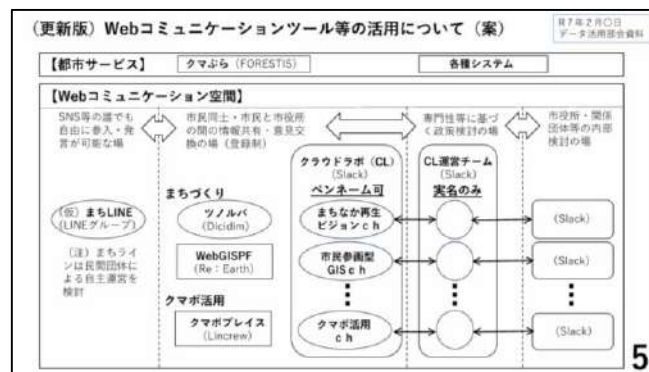 (更新版) Webコミュニケーションツール等の活用について (案)
R7年2月〇日
データ活用部会資料
【都市サービス】
クマぷら (FORESTIS)
各種システム
【Webコミュニケーション空間】
SNS等の誰でも
自由に参入・発
言が可能な場
市民同士・市民と市役所
の間の情報共有・意見交
換の場 (登録制)
専門性等に基づ
く政策検討の場
市役所・関係
団体等の内部
検討の場
クラウドラボ (CL)
(Slack)
ペンネーム可
CL運営チーム
(Slack)
実名のみ
まちづくり
(仮) まちLINE
(LINEグループ)
ツノルバ
(Dicidim)
まちなか再生
ビジョンch
(Slack)
(注) まちライ
ンは民間団体に
よる自主運営を
検討
WebGISPF
(Re:Earth)
市民参画型
GISch
(Slack)
クマポ活用
クマポプレイス
(Lincrew)
クマポ活用
ch
(Slack)
5